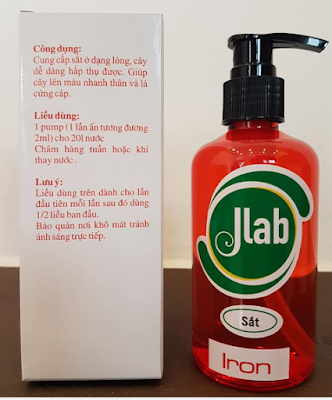 Công dụng:
Cung cấp sắt ở dạng lỏng, cây
dễ dàng hấp thụ được. Giúp
cây lên màu nhanh thân và lá
cứng cáp.
Liều dùng:
1 pump (1 lần ấn tương đương
2ml) cho 20l nước
Châm hàng tuần hoặc khi
thay nước .
Lưu ý:
Liều dùng trên dành cho lần
đầu tiên mỗi lần sau đó dùng
1/2 liều ban đầu.
Bảo quản nơi khô mát tránh
ánh sáng trực tiếp.
Jlab
Sắt
Iron